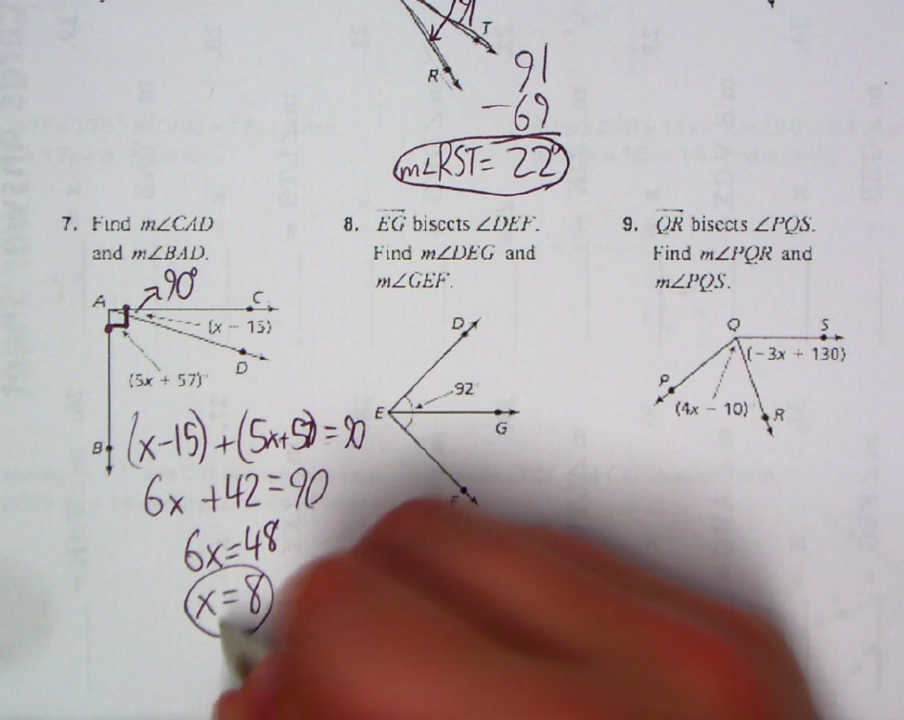 T
R
91
-69
m∠RST= 22°
7. Find m∠CAD
and m∠BAD.
8. EG bisects ∠DEF.
Find m∠DEG and
m∠GEF.
9. QR bisects ∠PQS.
Find m∠PQR and
m∠PQS.
90°
A
C
(x − 15)
D
(5x + 57)°
B
(x-15)+(5x+57)=90
6x+42=90
6x=48
x=8
D
92°
E
G
F
Q
S
(−3x + 130)
P
(4x − 10)°
R